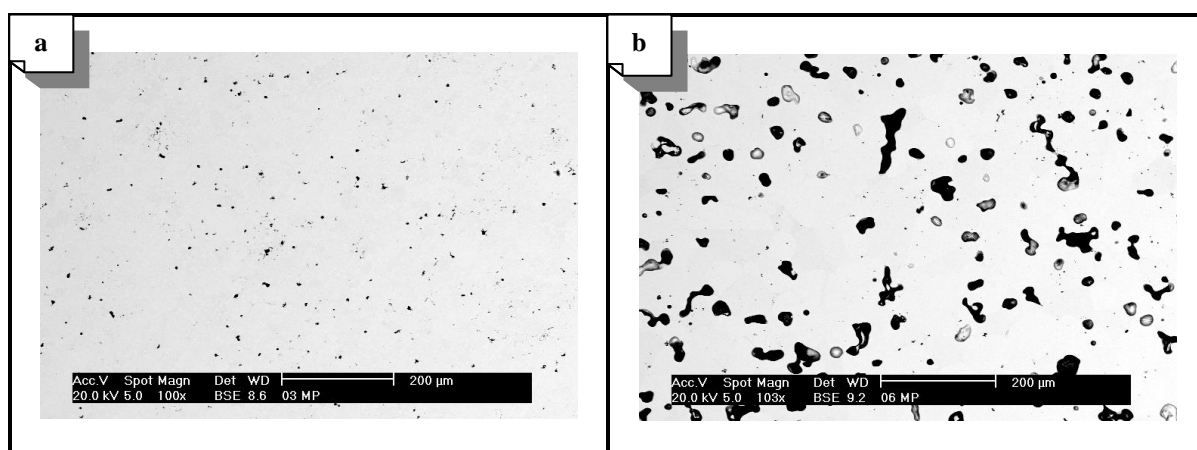 a
Acc.V Spot Magn Det WD 200 µm
20.0 kV 5.0 100x BSE 8.6 03 MP
b
Acc.V Spot Magn Det WD 200 µm
20.0 kV 5.0 103x BSE 9.2 06 MP